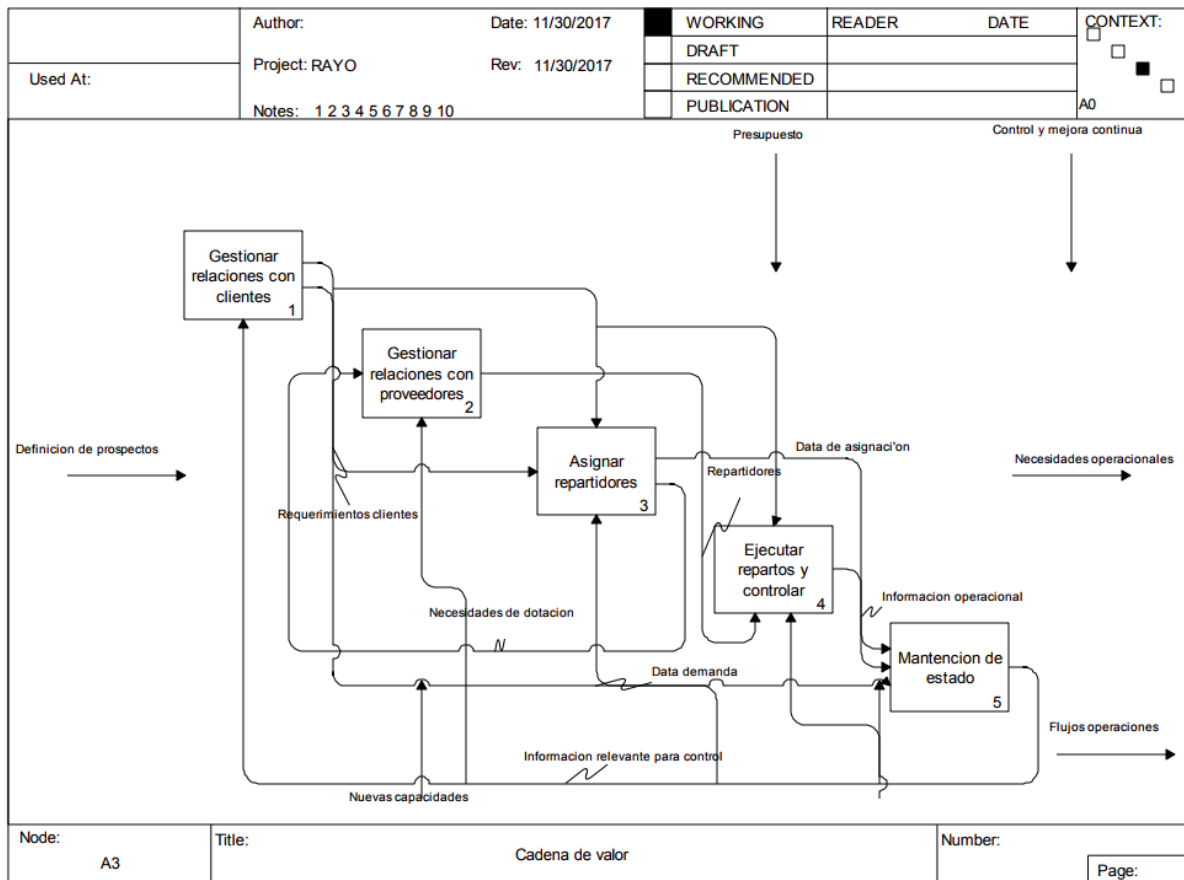 Used At:
Author:
Date: 11/30/2017
Project: RAYO
Rev: 11/30/2017
Notes: 1 2 3 4 5 6 7 8 9 10
WORKING
DRAFT
RECOMMENDED
PUBLICATION
READER
DATE
CONTEXT:
A0
Presupuesto
Control y mejora continua
Gestionar
relaciones con
clientes
1
Gestionar
relaciones con
proveedores
2
Definicion de prospectos
Asignar
repartidores
3
Data de asignaci'on
Repartidores
Necesidades operacionales
Requerimientos clientes
Ejecutar
repartos y
controlar
4
Informacion operacional
Necesidades de dotacion
Mantencion de
estado
5
Data demanda
Flujos operaciones
Informacion relevante para control
Nuevas capacidades
Node:
A3
Title:
Cadena de valor
Number:
Page: